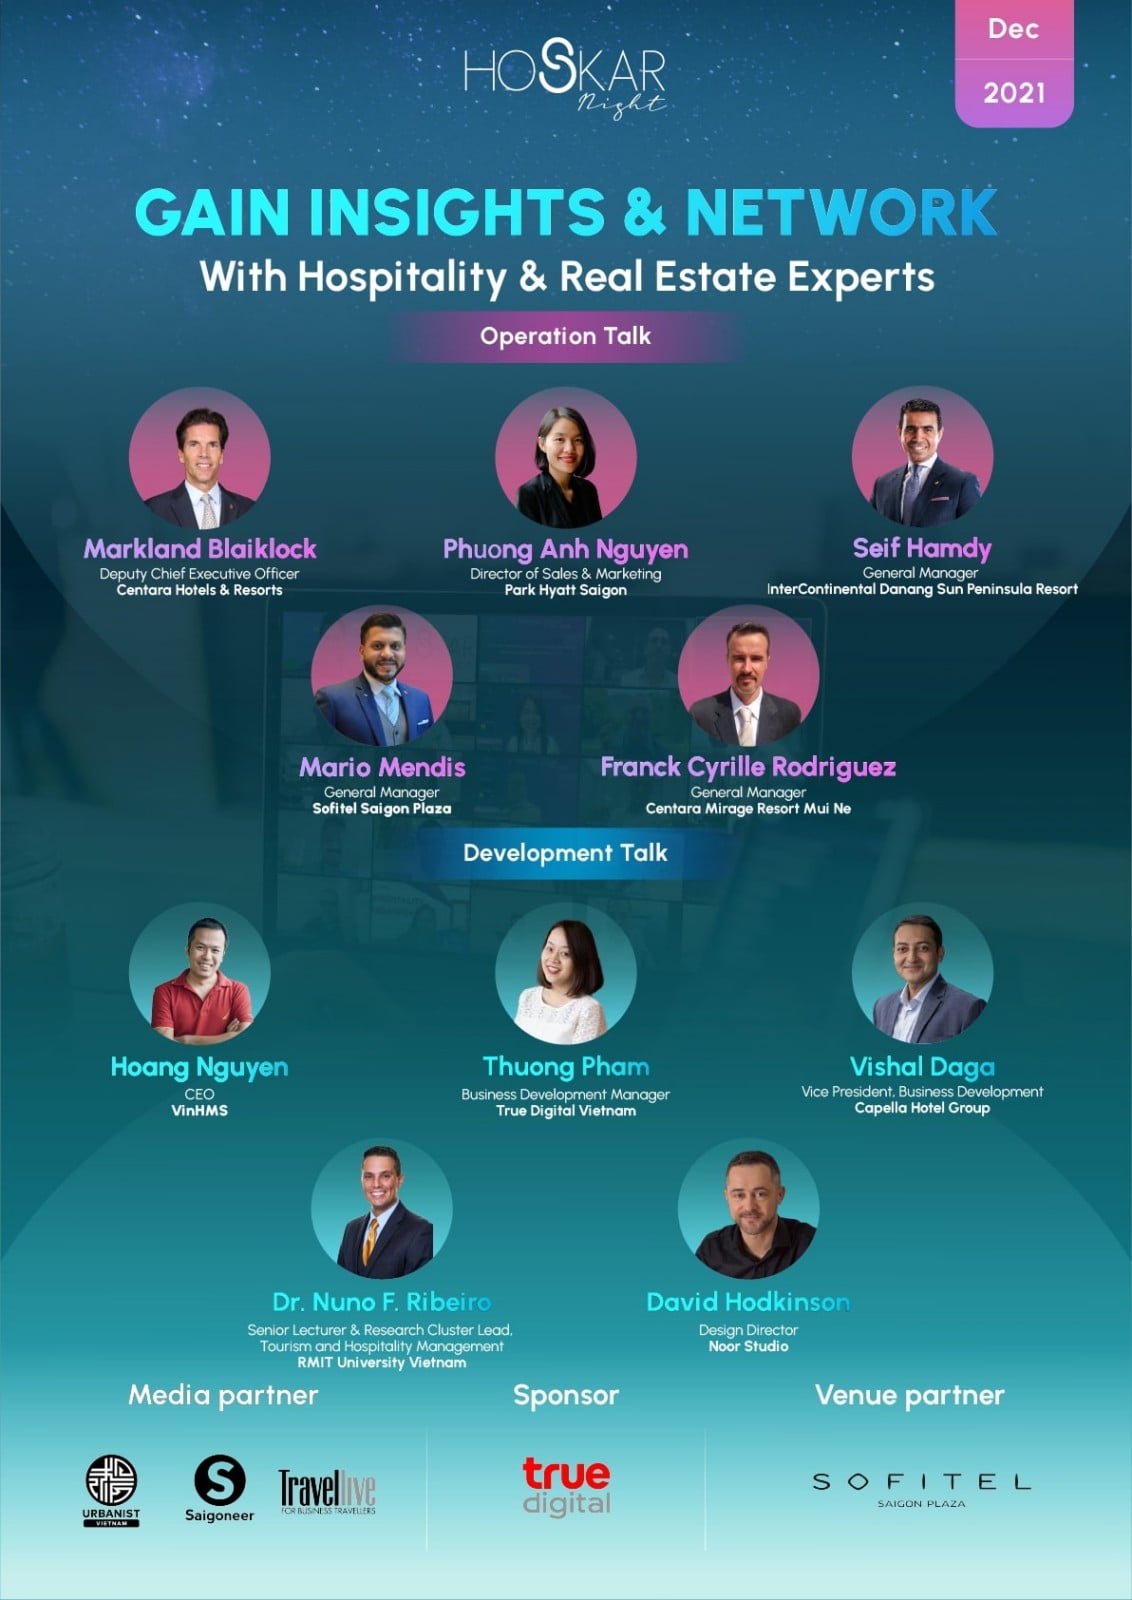 HOSKAR
Night
Dec
2021
GAIN INSIGHTS & NETWORK
With Hospitality & Real Estate Experts
Operation Talk
Markland Blaiklock
Deputy Chief Executive Officer
Centara Hotels & Resorts
Phuong Anh Nguyen
Director of Sales & Marketing
Park Hyatt Saigon
Seif Hamdy
General Manager
InterContinental Danang Sun Peninsula Resort
Mario Mendis
General Manager
Sofitel Saigon Plaza
Franck Cyrille Rodriguez
General Manager
Centara Mirage Resort Mui Ne
Development Talk
Hoang Nguyen
CEO
VinHMS
Thuong Pham
Business Development Manager
True Digital Vietnam
Vishal Daga
Vice President, Business Development
Capella Hotel Group
Dr. Nuno F. Ribeiro
Senior Lecturer & Research Cluster Lead,
Tourism and Hospitality Management
RMIT University Vietnam
David Hodkinson
Design Director
Noor Studio
Media partner
URBANIST
VIETNAM
S
Saigoneer
Travellive
FOR BUSINESS TRAVELLERS
Sponsor
true
digital
Venue partner
SOFITEL
SAIGON PLAZA